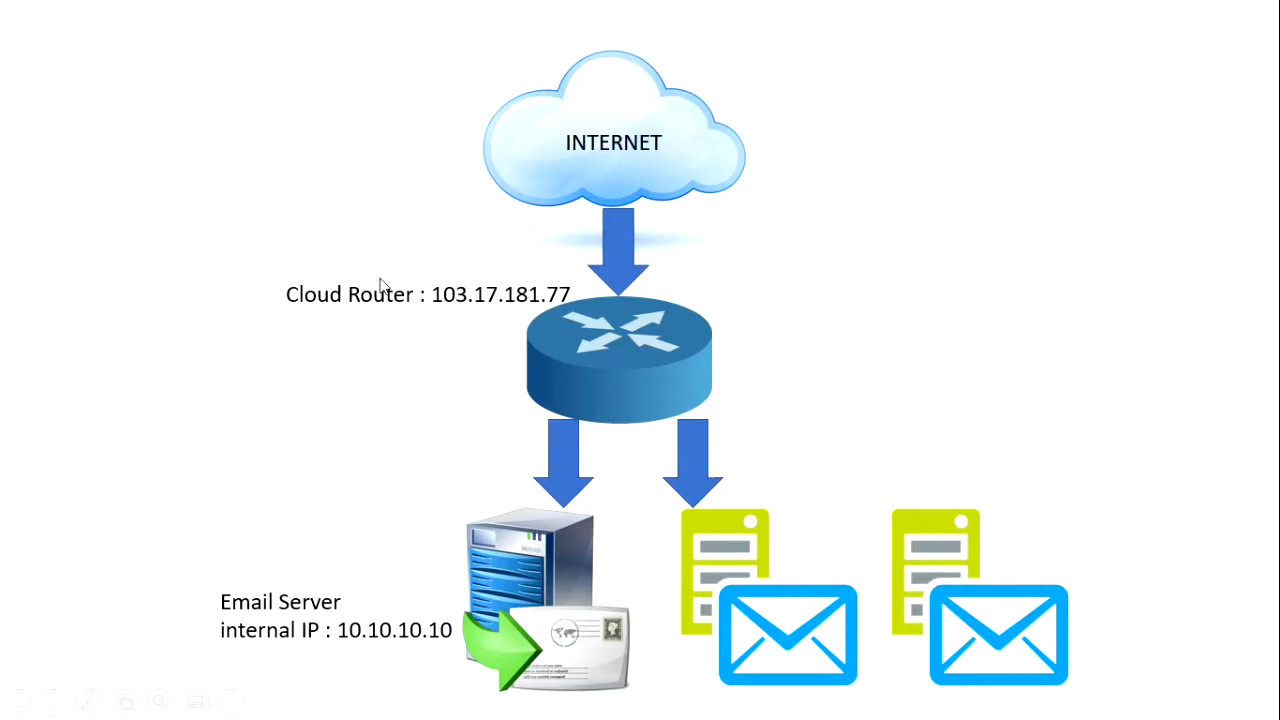 INTERNET
Cloud Router : 103.17.181.77
Email Server
internal IP : 10.10.10.10